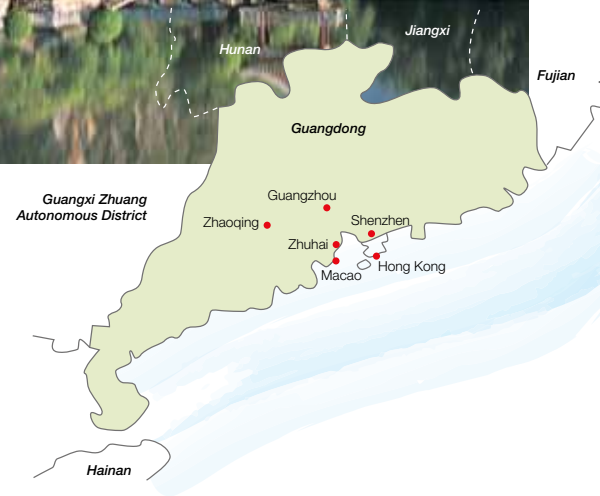 Hunan
Jiangxi
Fujian
Guangdong
Guangxi Zhuang
Autonomous District
Guangzhou
Zhaoqing
Shenzhen
Zhuhai
Hong Kong
Macao
Hainan